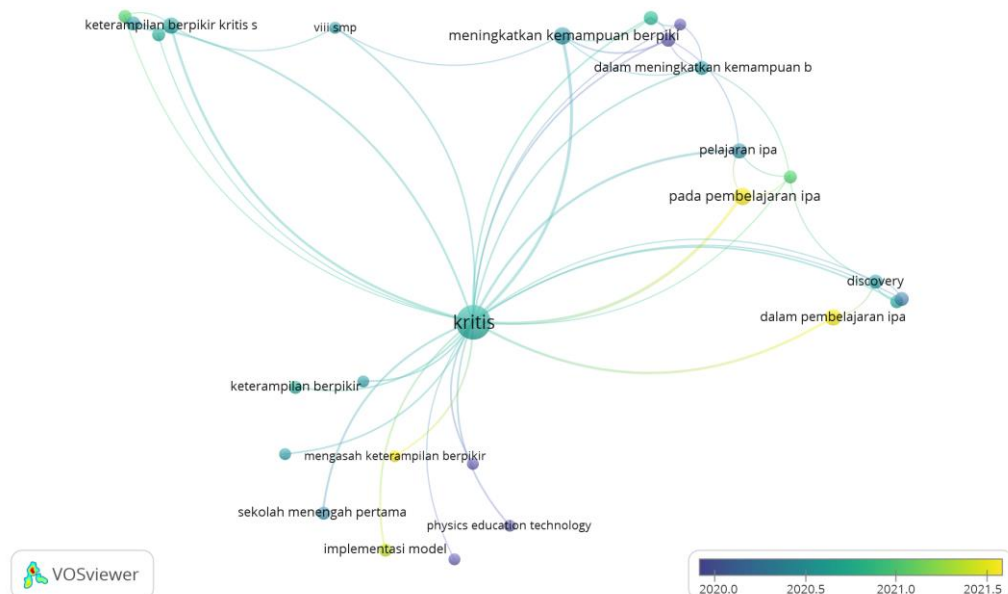 keterampilan berpikir kritis s
viii smp
meningkatkan kemampuan berpiki
dalam meningkatkan kemampuan b
pelajaran ipa
pada pembelajaran ipa
discovery
dalam pembelajaran ipa
kritis
keterampilan berpikir
mengasah keterampilan berpikir
sekolah menengah pertama
physics education technology
implementasi model
VOSviewer
2020.0 2020.5 2021.0 2021.5